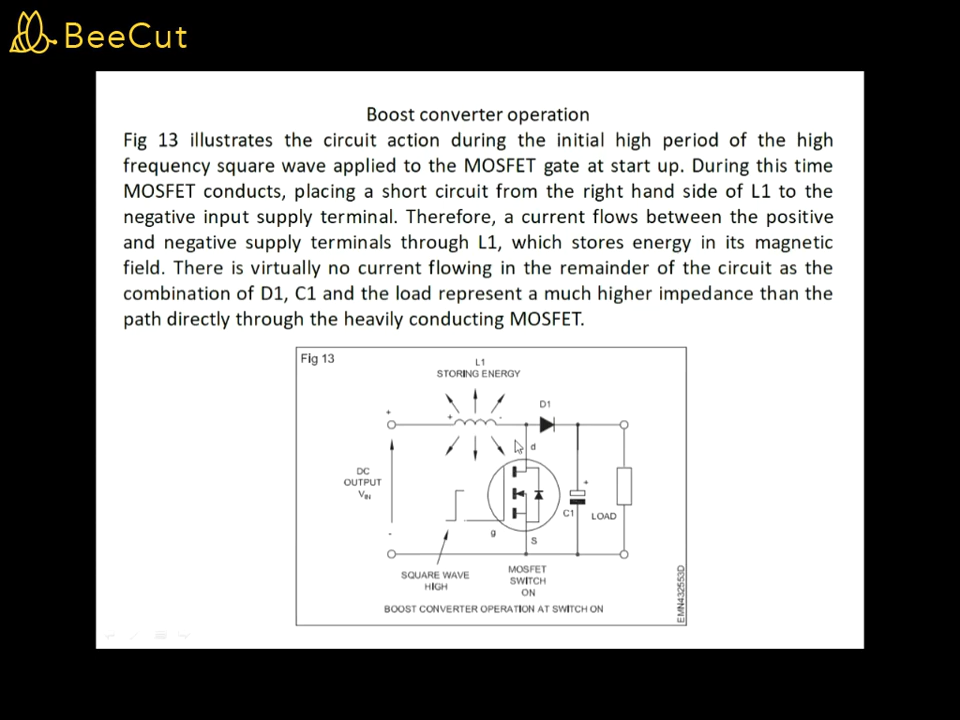 BeeCut
Boost converter operation
Fig 13 illustrates the circuit action during the initial high period of the high
frequency square wave applied to the MOSFET gate at start up. During this time
MOSFET conducts, placing a short circuit from the right hand side of L1 to the
negative input supply terminal. Therefore, a current flows between the positive
and negative supply terminals through L1, which stores energy in its magnetic
field. There is virtually no current flowing in the remainder of the circuit as the
combination of D1, C1 and the load represent a much higher impedance than the
path directly through the heavily conducting MOSFET.
Fig 13
L1
STORING ENERGY
D1
+
+
-
d
DC
OUTPUT
VIN
+
C1
LOAD
g
S
-
SQUARE WAVE
HIGH
MOSFET
SWITCH
ON
BOOST CONVERTER OPERATION AT SWITCH ON
EMN432553D